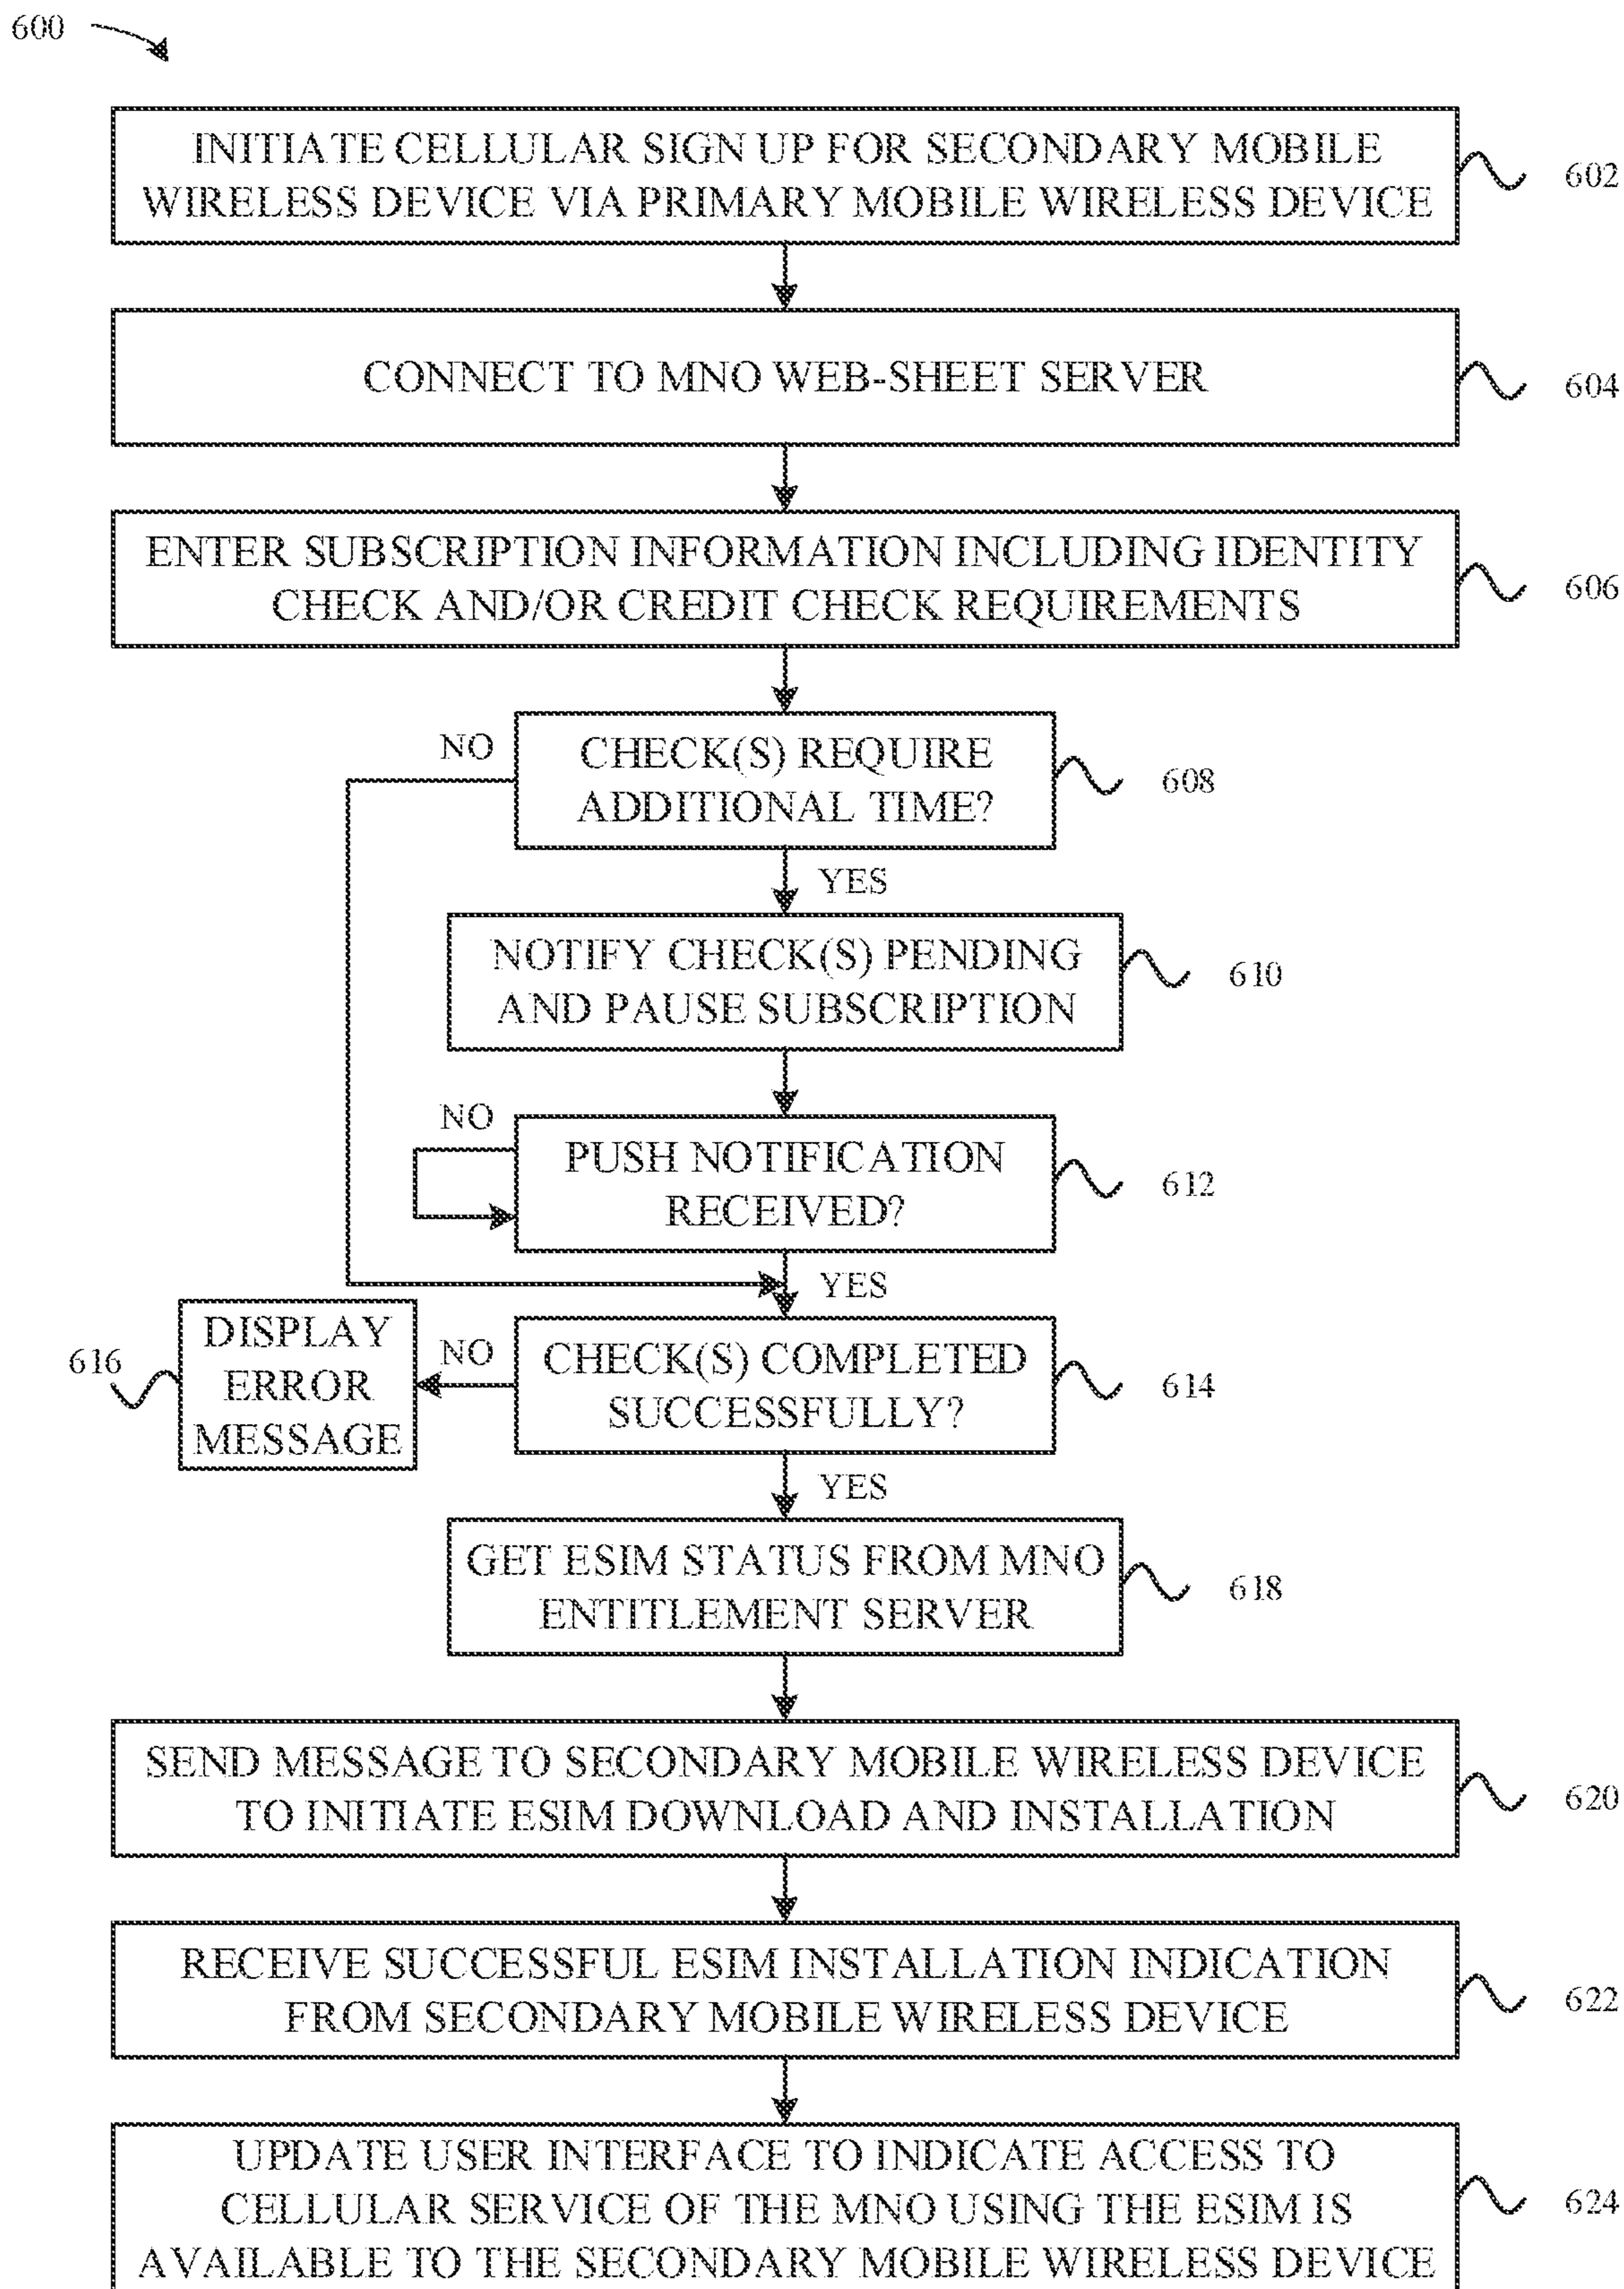 600
INITIATE CELLULAR SIGN UP FOR SECONDARY MOBILE
WIRELESS DEVICE VIA PRIMARY MOBILE WIRELESS DEVICE
602
CONNECT TO MNO WEB-SHEET SERVER
604
ENTER SUBSCRIPTION INFORMATION INCLUDING IDENTITY
CHECK AND/OR CREDIT CHECK REQUIREMENTS
606
NO
CHECK(S) REQUIRE
ADDITIONAL TIME?
608
YES
NOTIFY CHECK(S) PENDING
AND PAUSE SUBSCRIPTION
610
NO
PUSH NOTIFICATION
RECEIVED?
612
YES
616
DISPLAY
ERROR
MESSAGE
NO
CHECK(S) COMPLETED
SUCCESSFULLY?
614
YES
GET ESIM STATUS FROM MNO
ENTITLEMENT SERVER
618
SEND MESSAGE TO SECONDARY MOBILE WIRELESS DEVICE
TO INITIATE ESIM DOWNLOAD AND INSTALLATION
620
RECEIVE SUCCESSFUL ESIM INSTALLATION INDICATION
FROM SECONDARY MOBILE WIRELESS DEVICE
622
UPDATE USER INTERFACE TO INDICATE ACCESS TO
CELLULAR SERVICE OF THE MNO USING THE ESIM IS
AVAILABLE TO THE SECONDARY MOBILE WIRELESS DEVICE
624